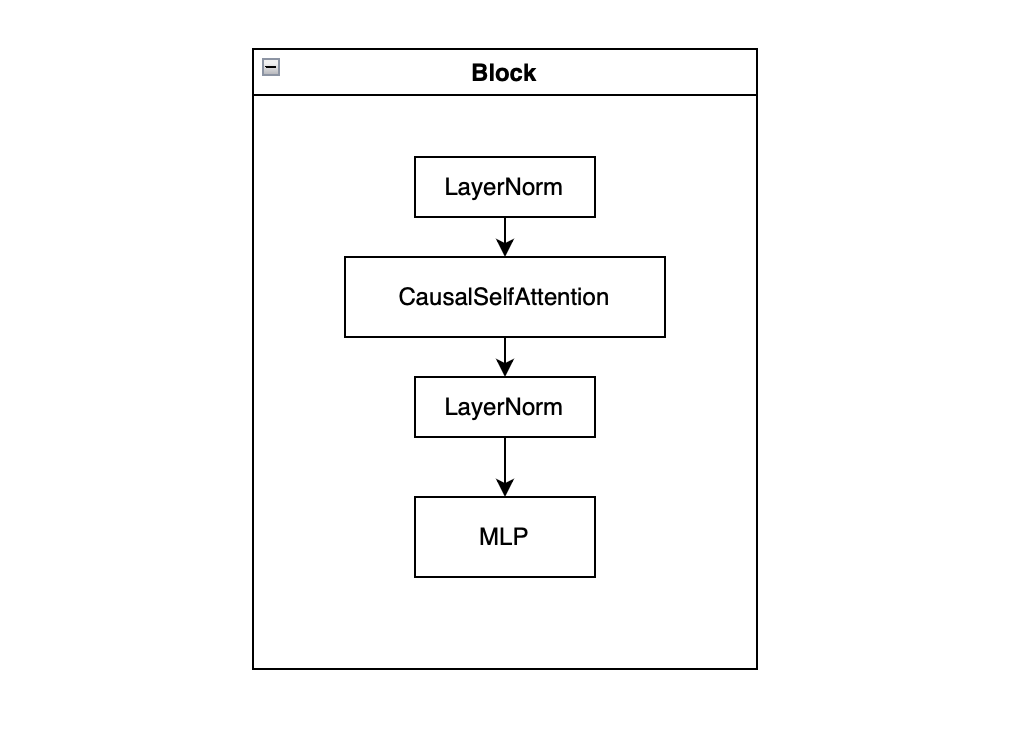 Block
LayerNorm
CausalSelfAttention
LayerNorm
MLP